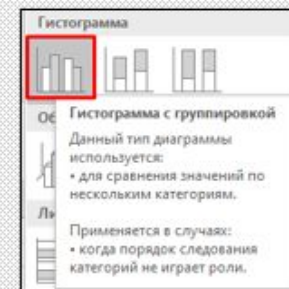 Гистограмма
Гистограмма с группировкой
Данный тип диаграммы
используется:
• для сравнения значений по
нескольким категориям.
Применяется в случаях:
• когда порядок следования
категорий не играет роли.